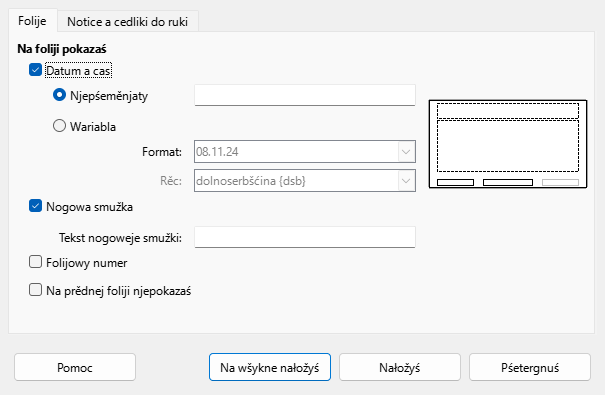 Folije
Notice a cedliki do ruki
Na foliji pokazaś
Datum a cas
Njepśeměnjaty
Wariabla
Format: 08.11.24
Rěc: dolnoserbšćina {dsb}
Nogowa smužka
Tekst nogoweje smužki:
Folijowy numer
Na prědnej foliji njepokazaś
Pomoc
Na wšykne nałožyś
Nałožyś
Pśetergnuś